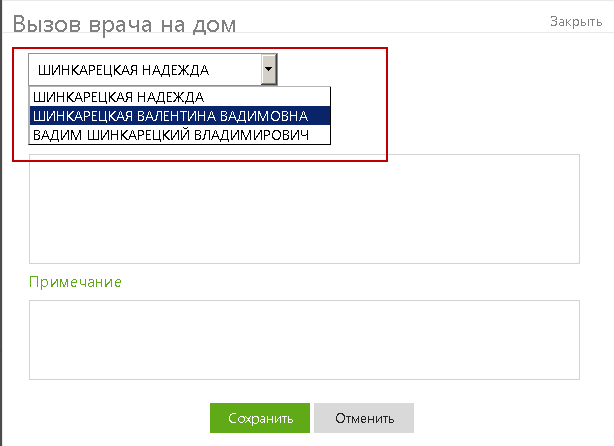 Вызов врача на дом
Закрыть
ШИНКАРЕЦКАЯ НАДЕЖДА
ШИНКАРЕЦКАЯ НАДЕЖДА
ШИНКАРЕЦКАЯ ВАЛЕНТИНА ВАДИМОВНА
ВАДИМ ШИНКАРЕЦКИЙ ВЛАДИМИРОВИЧ
Примечание
Сохранить
Отменить